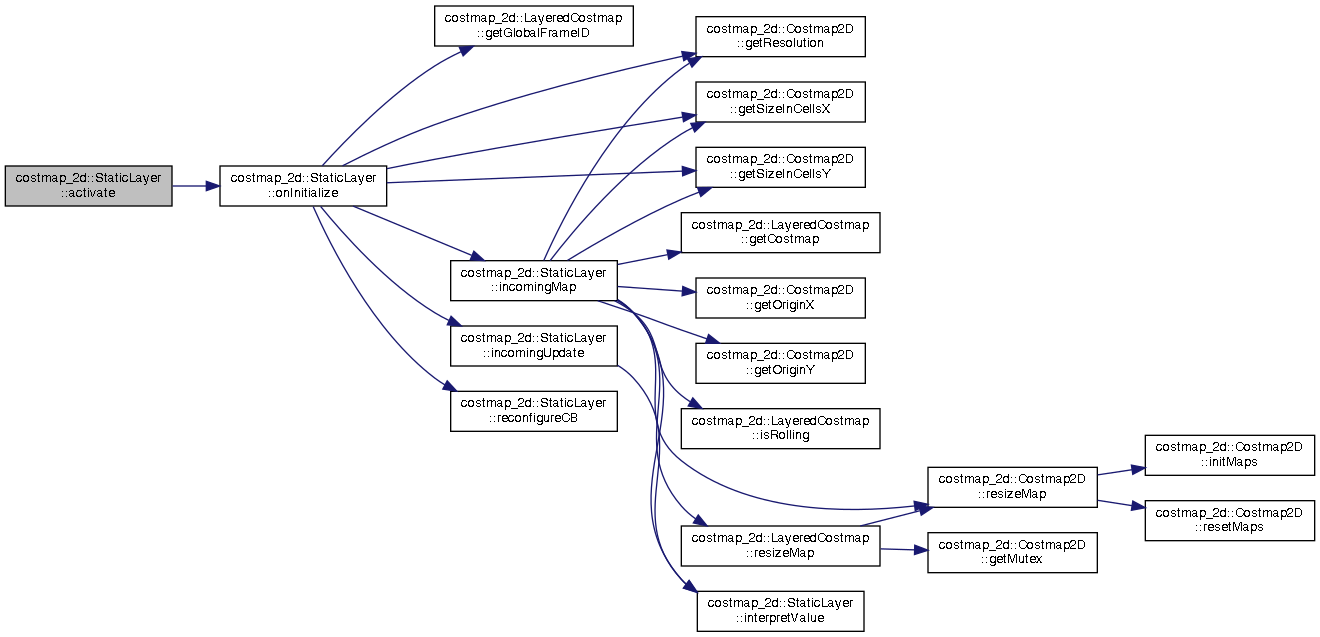 costmap_2d::StaticLayer
::activate
costmap_2d::StaticLayer
::onInitialize
costmap_2d::LayeredCostmap
::getGlobalFrameID
costmap_2d::StaticLayer
::incomingMap
costmap_2d::StaticLayer
::incomingUpdate
costmap_2d::StaticLayer
::reconfigureCB
costmap_2d::Costmap2D
::getResolution
costmap_2d::Costmap2D
::getSizeInCellsX
costmap_2d::Costmap2D
::getSizeInCellsY
costmap_2d::LayeredCostmap
::getCostmap
costmap_2d::Costmap2D
::getOriginX
costmap_2d::Costmap2D
::getOriginY
costmap_2d::LayeredCostmap
::isRolling
costmap_2d::LayeredCostmap
::resizeMap
costmap_2d::StaticLayer
::interpretValue
costmap_2d::Costmap2D
::resizeMap
costmap_2d::Costmap2D
::getMutex
costmap_2d::Costmap2D
::initMaps
costmap_2d::Costmap2D
::resetMaps